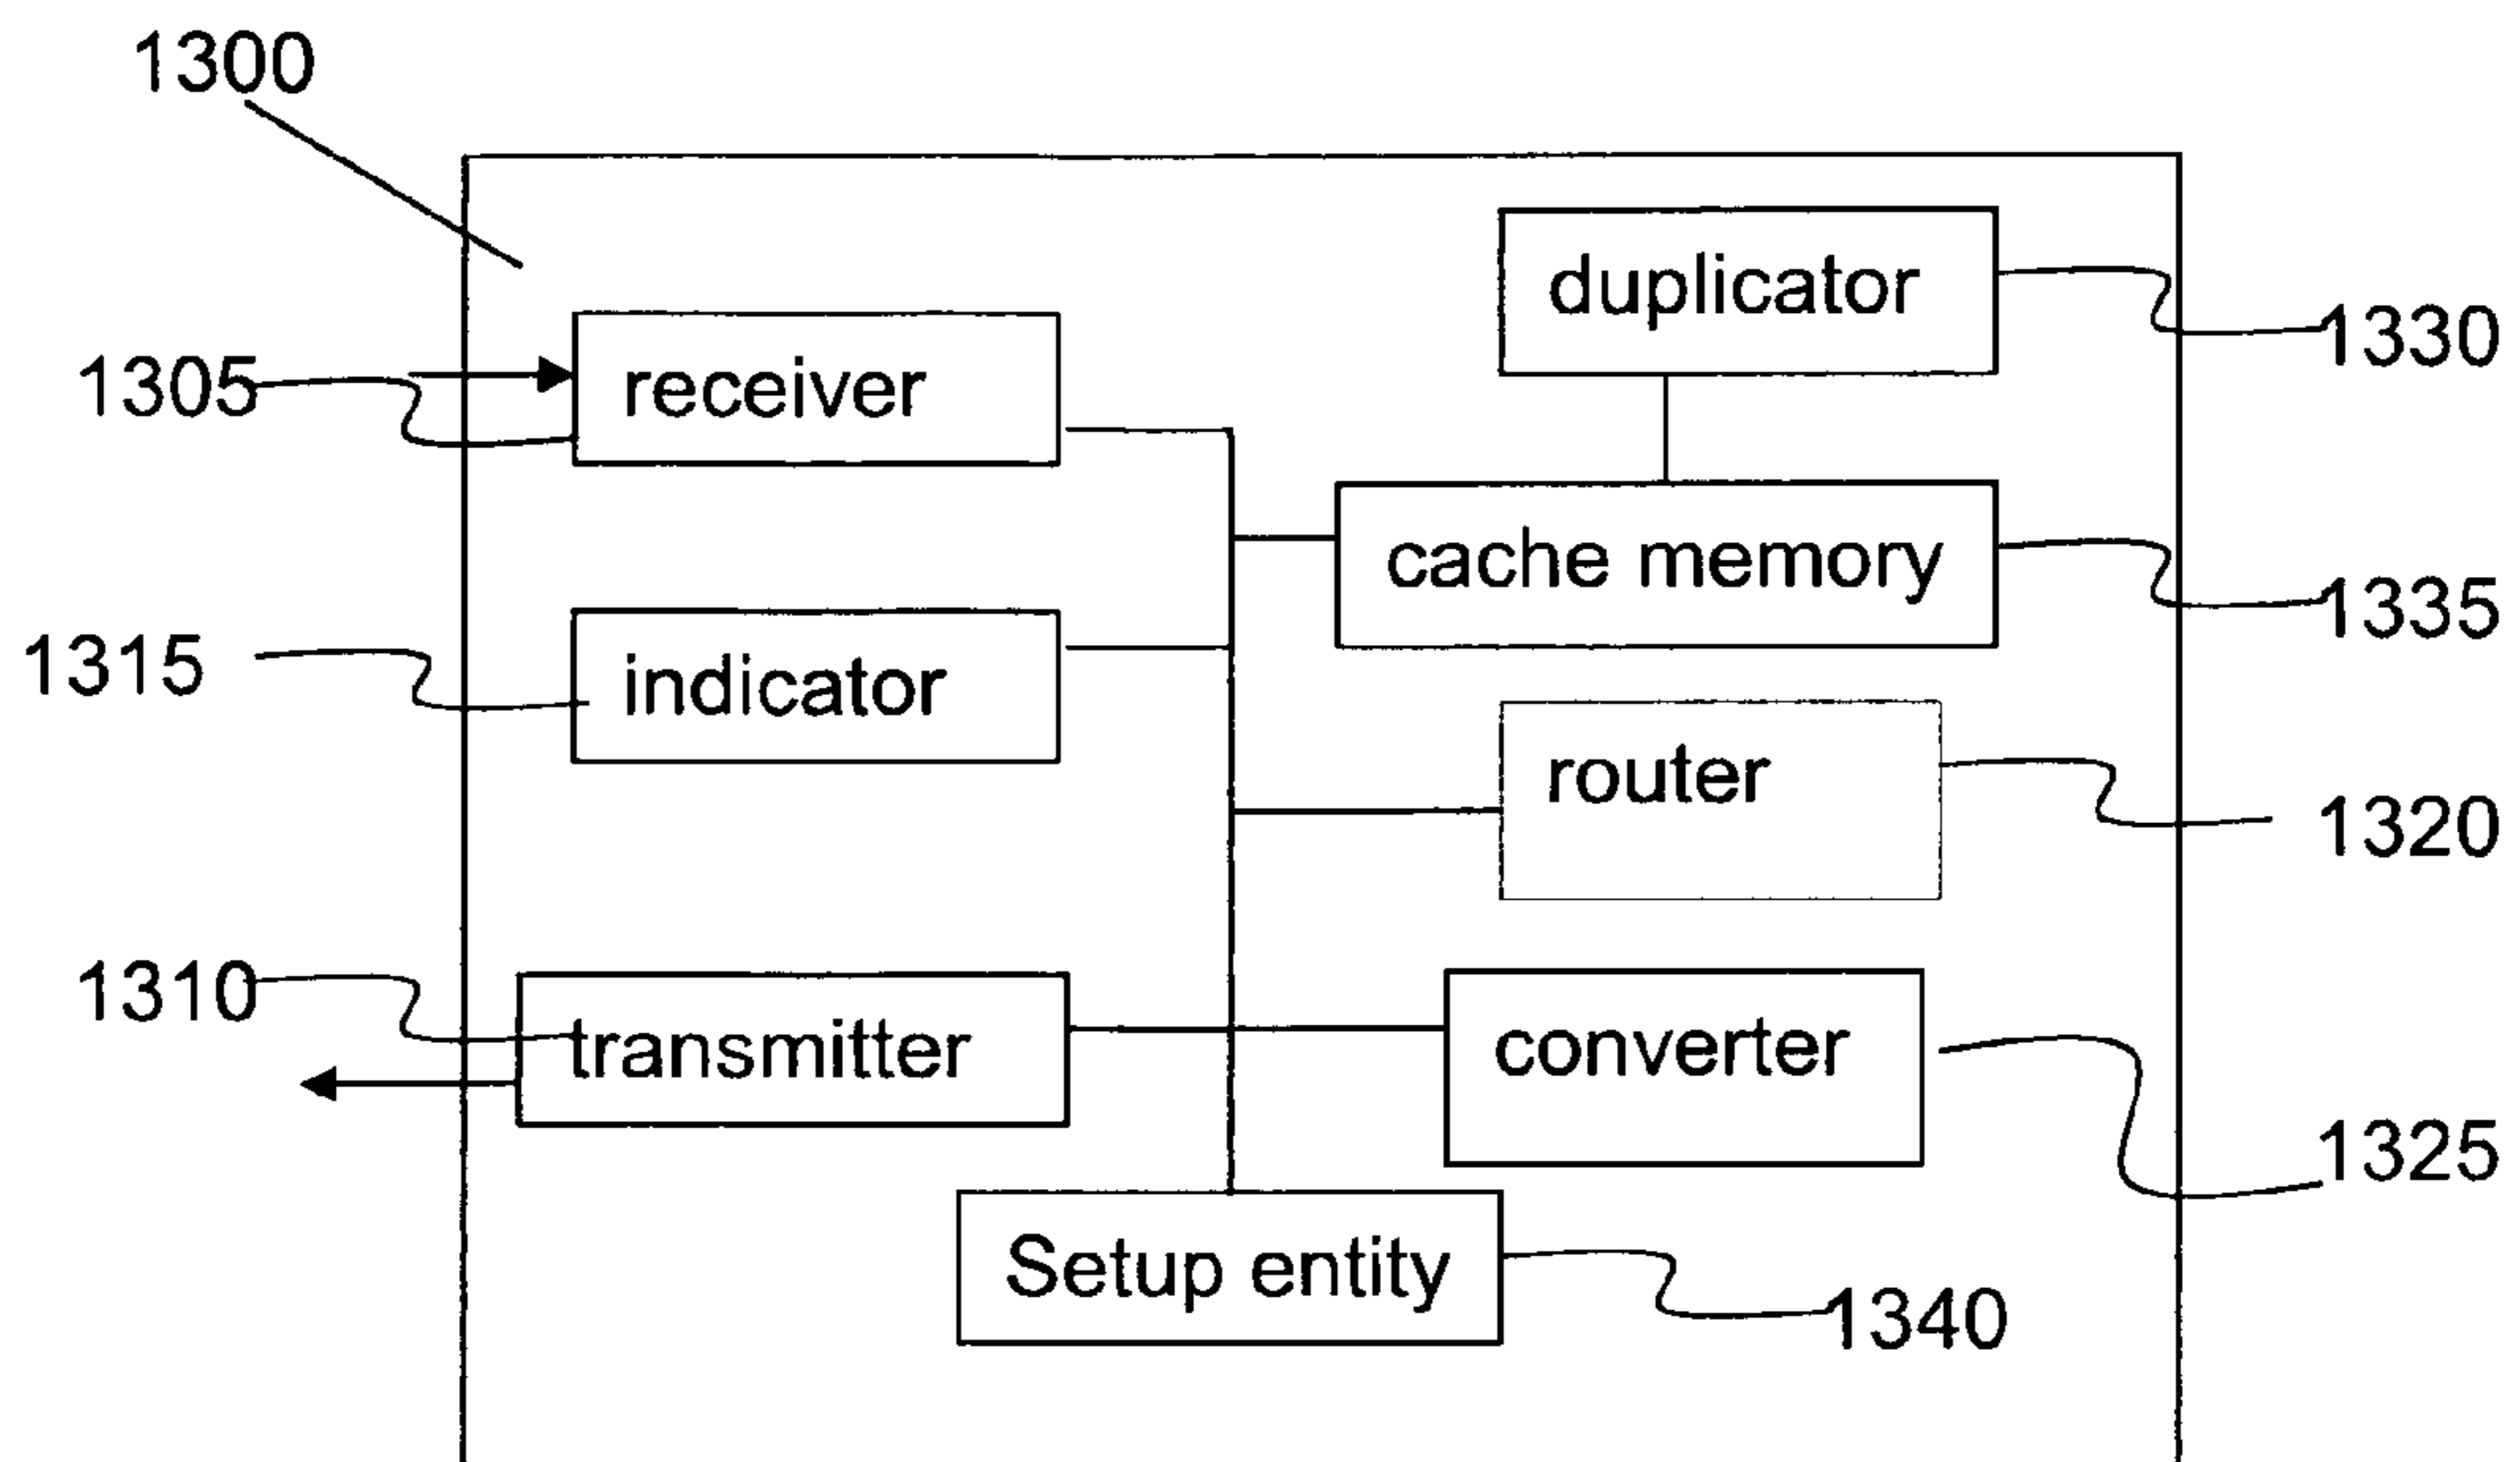 1300
duplicator
1330
1305
receiver
cache memory
1335
1315
indicator
router
1320
1310
transmitter
converter
1325
Setup entity
1340